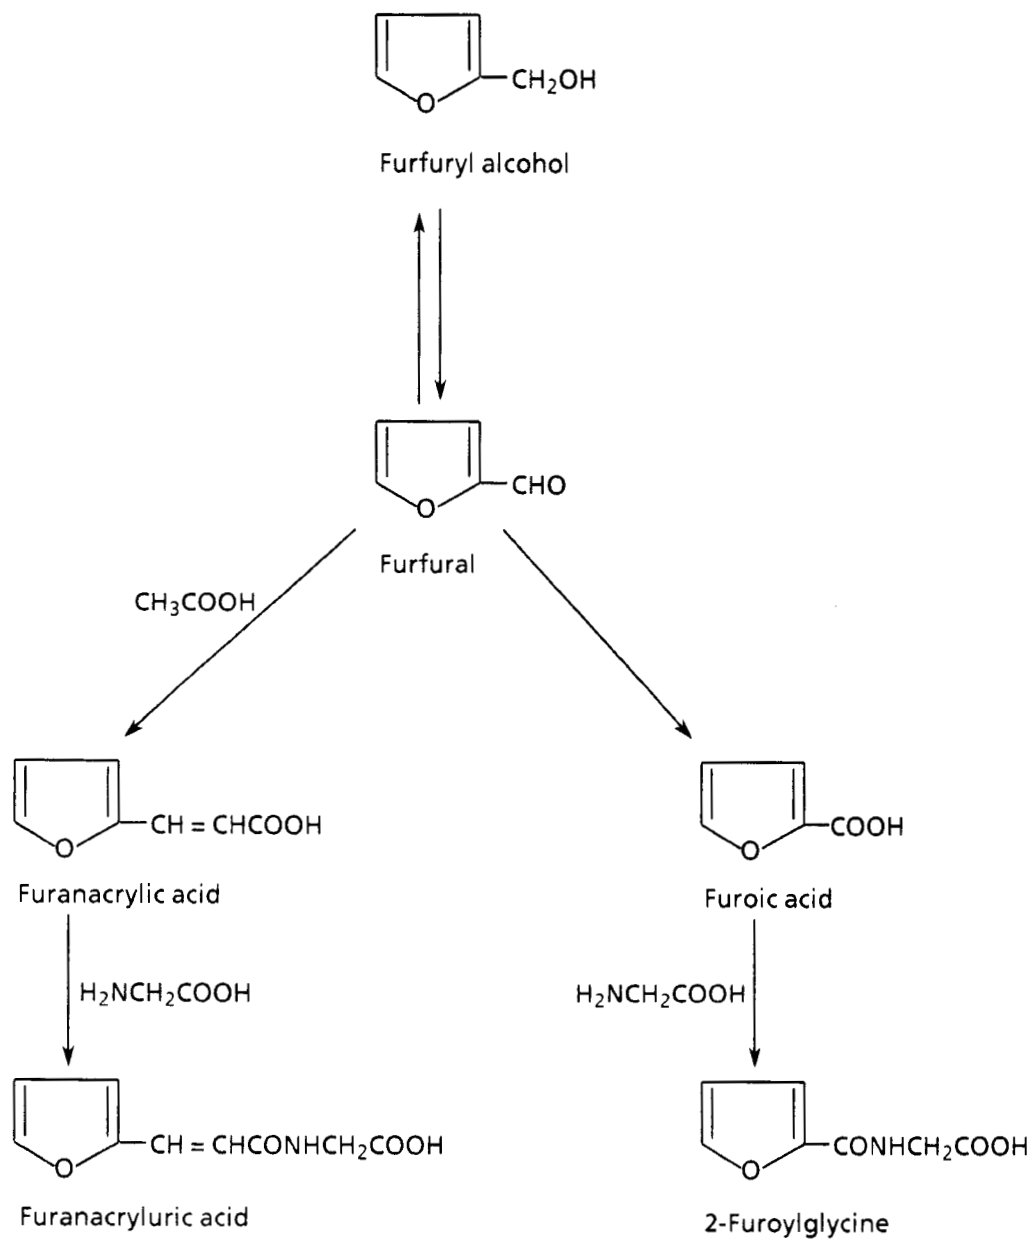 CH₂OH
O
Furfuryl alcohol
CHO
O
Furfural
CH₃COOH
CH=CHCOOH
O
COOH
O
Furanacrylic acid
Furoic acid
H₂NCH₂COOH
H₂NCH₂COOH
CH=CHCONHCH₂COOH
O
CONHCH₂COOH
O
Furanacryluric acid
2-Furoylglycine